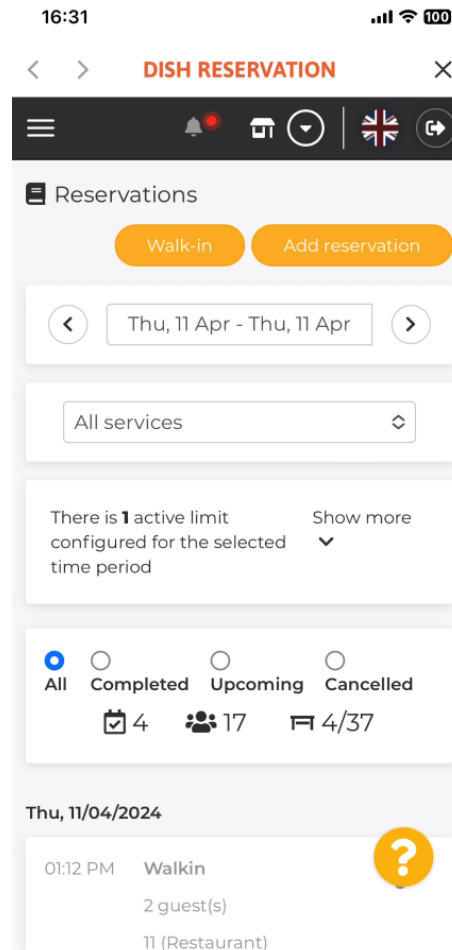 16:31
100
DISH RESERVATION
Reservations
Walk-in
Add reservation
Thu, 11 Apr - Thu, 11 Apr
All services
There is 1 active limit
configured for the selected
time period
Show more
All Completed Upcoming Cancelled
4 17 4/37
Thu, 11/04/2024
01:12 PM Walkin
2 guest(s)
11 (Restaurant)
?